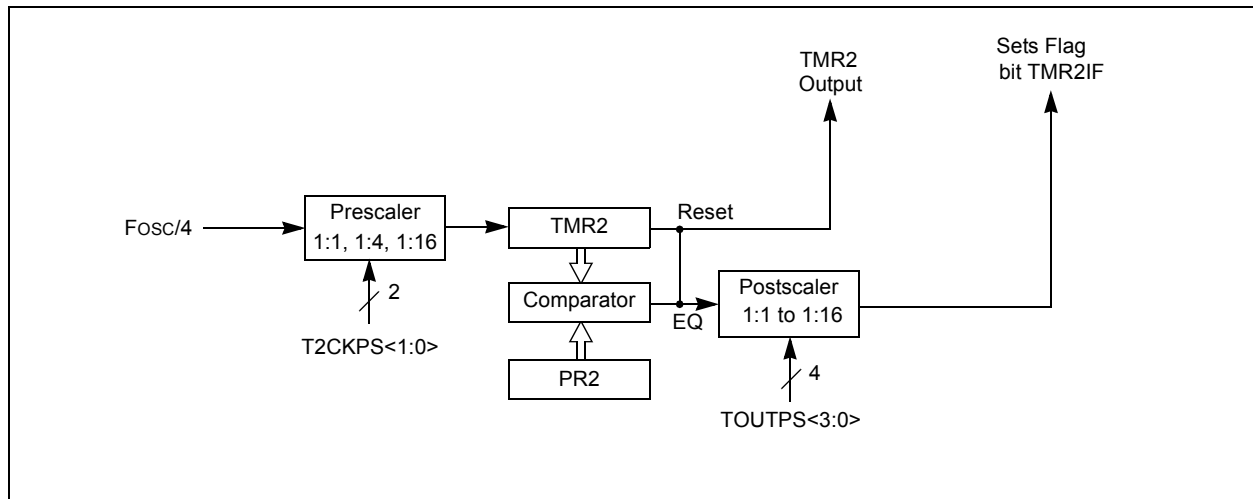 TMR2
Output
Sets Flag
bit TMR2IF
FOSC/4
Prescaler
1:1, 1:4, 1:16
2
T2CKPS<1:0>
TMR2
Reset
Comparator
EQ
PR2
Postscaler
1:1 to 1:16
4
TOUTPS<3:0>